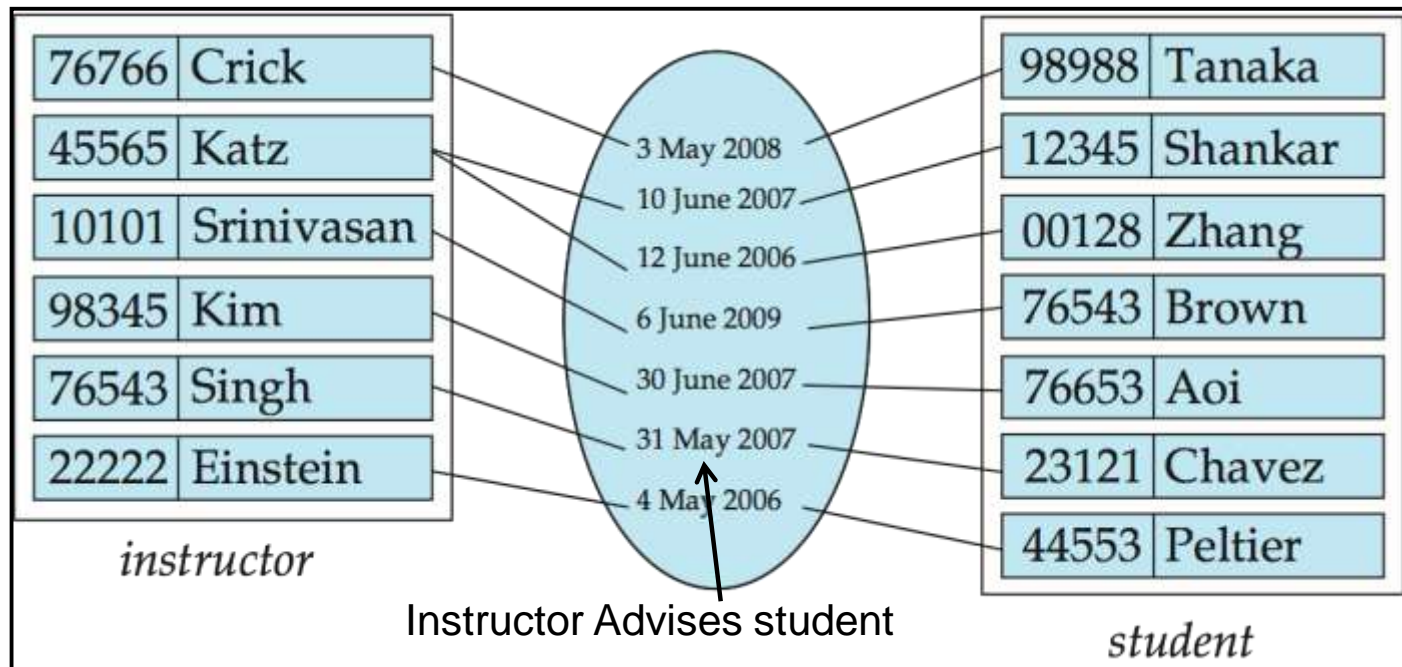 76766 Crick
45565 Katz
10101 Srinivasan
98345 Kim
76543 Singh
22222 Einstein
instructor
3 May 2008
10 June 2007
12 June 2006
6 June 2009
30 June 2007
31 May 2007
4 May 2006
Instructor Advises student
98988 Tanaka
12345 Shankar
00128 Zhang
76543 Brown
76653 Aoi
23121 Chavez
44553 Peltier
student